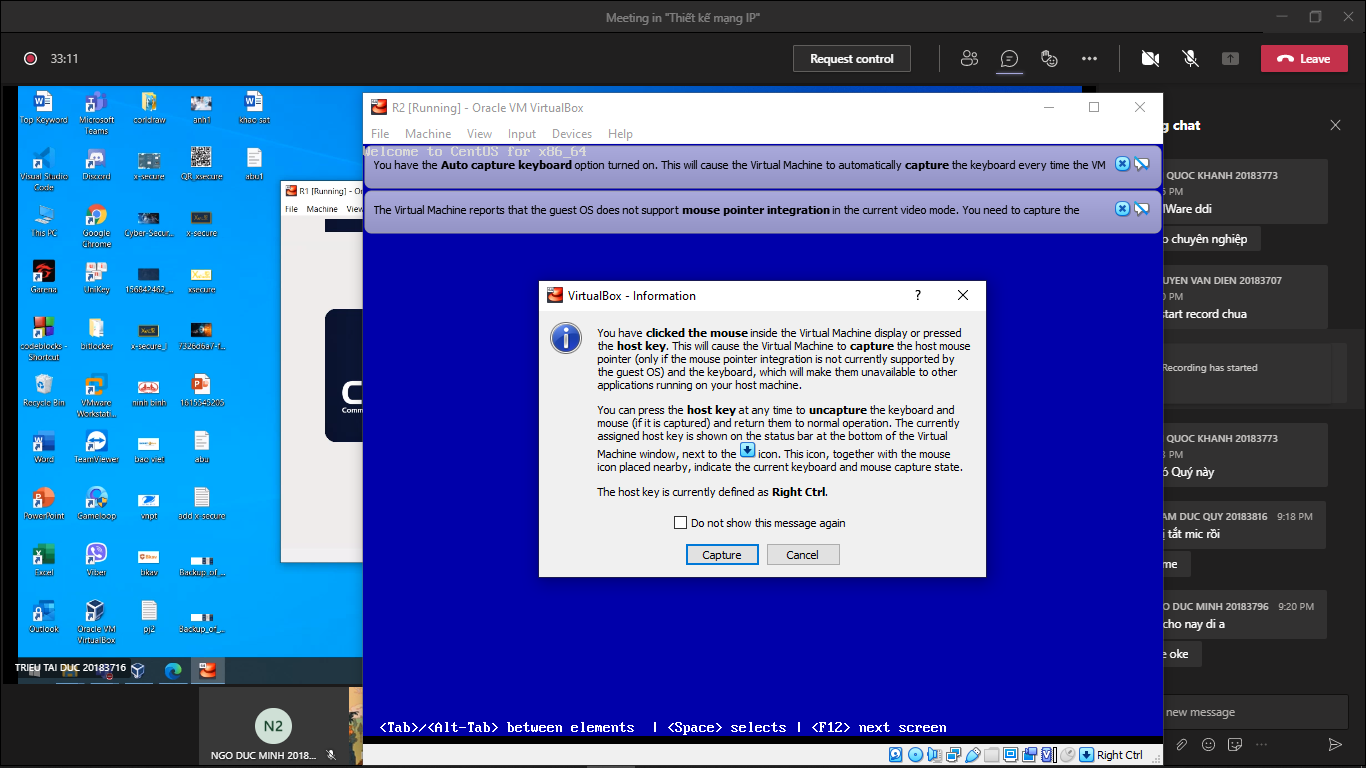 Meeting in "Thiết kế mạng IP"
33:11
Request control
Leave
Top Keyword
Microsoft Teams
coridraw
anh1
khao sat
Visual Studio Code
Discord
x-secure
QR xsecure
abu1
This PC
Google Chrome
Cyber-Secur...
x-secure
Garena
UniKey
166842462_...
xsecure
codeblocks - Shortcut
bitlocker
x-secure_l
7326d6a7-f...
Recycle Bin
VMware Workstati...
ninh binh
1615549205
Word
TeamViewer
bao viet
abu
PowerPoint
Gameloop
vnpt
add x-secure
Excel
Viber
bkav
Backup_of_...
Outlook
Oracle VM VirtualBox
pj2
Backup_of_...
TRIEU TAI DUC 20183716
R1 [Running] - Or
File Machine View
C
Comm
R2 [Running] - Oracle VM VirtualBox
File Machine View Input Devices Help
Welcome to CentOS for x86_64
You have the Auto capture keyboard option turned on. This will cause the Virtual Machine to automatically capture the keyboard every time the VM
The Virtual Machine reports that the guest OS does not support mouse pointer integration in the current video mode. You need to capture the
VirtualBox - Information
?
You have clicked the mouse inside the Virtual Machine display or pressed
the host key. This will cause the Virtual Machine to capture the host mouse
pointer (only if the mouse pointer integration is not currently supported by
the guest OS) and the keyboard, which will make them unavailable to other
applications running on your host machine.
You can press the host key at any time to uncapture the keyboard and
mouse (if it is captured) and return them to normal operation. The currently
assigned host key is shown on the status bar at the bottom of the Virtual
Machine window, next to the icon. This icon, together with the mouse
icon placed nearby, indicate the current keyboard and mouse capture state.
The host key is currently defined as Right Ctrl.
Do not show this message again
Capture
Cancel
<Tab>/<Alt-Tab> between elements | <Space> selects | <F12> next screen
Right Ctrl
N2
NGO DUC MINH 2018...
g chat
QUOC KHANH 20183773
PM
Ware ddi
o chuyên nghiệp
UYEN VAN DIEN 20183707
PM
start record chua
Recording has started
QUOC KHANH 20183773
PM
ó Quý này
AM DUC QUY 20183816 9:18 PM
ị tắt mic rồi
me
O DUC MINH 20183796 9:20 PM
cho nay di a
e oke
new message